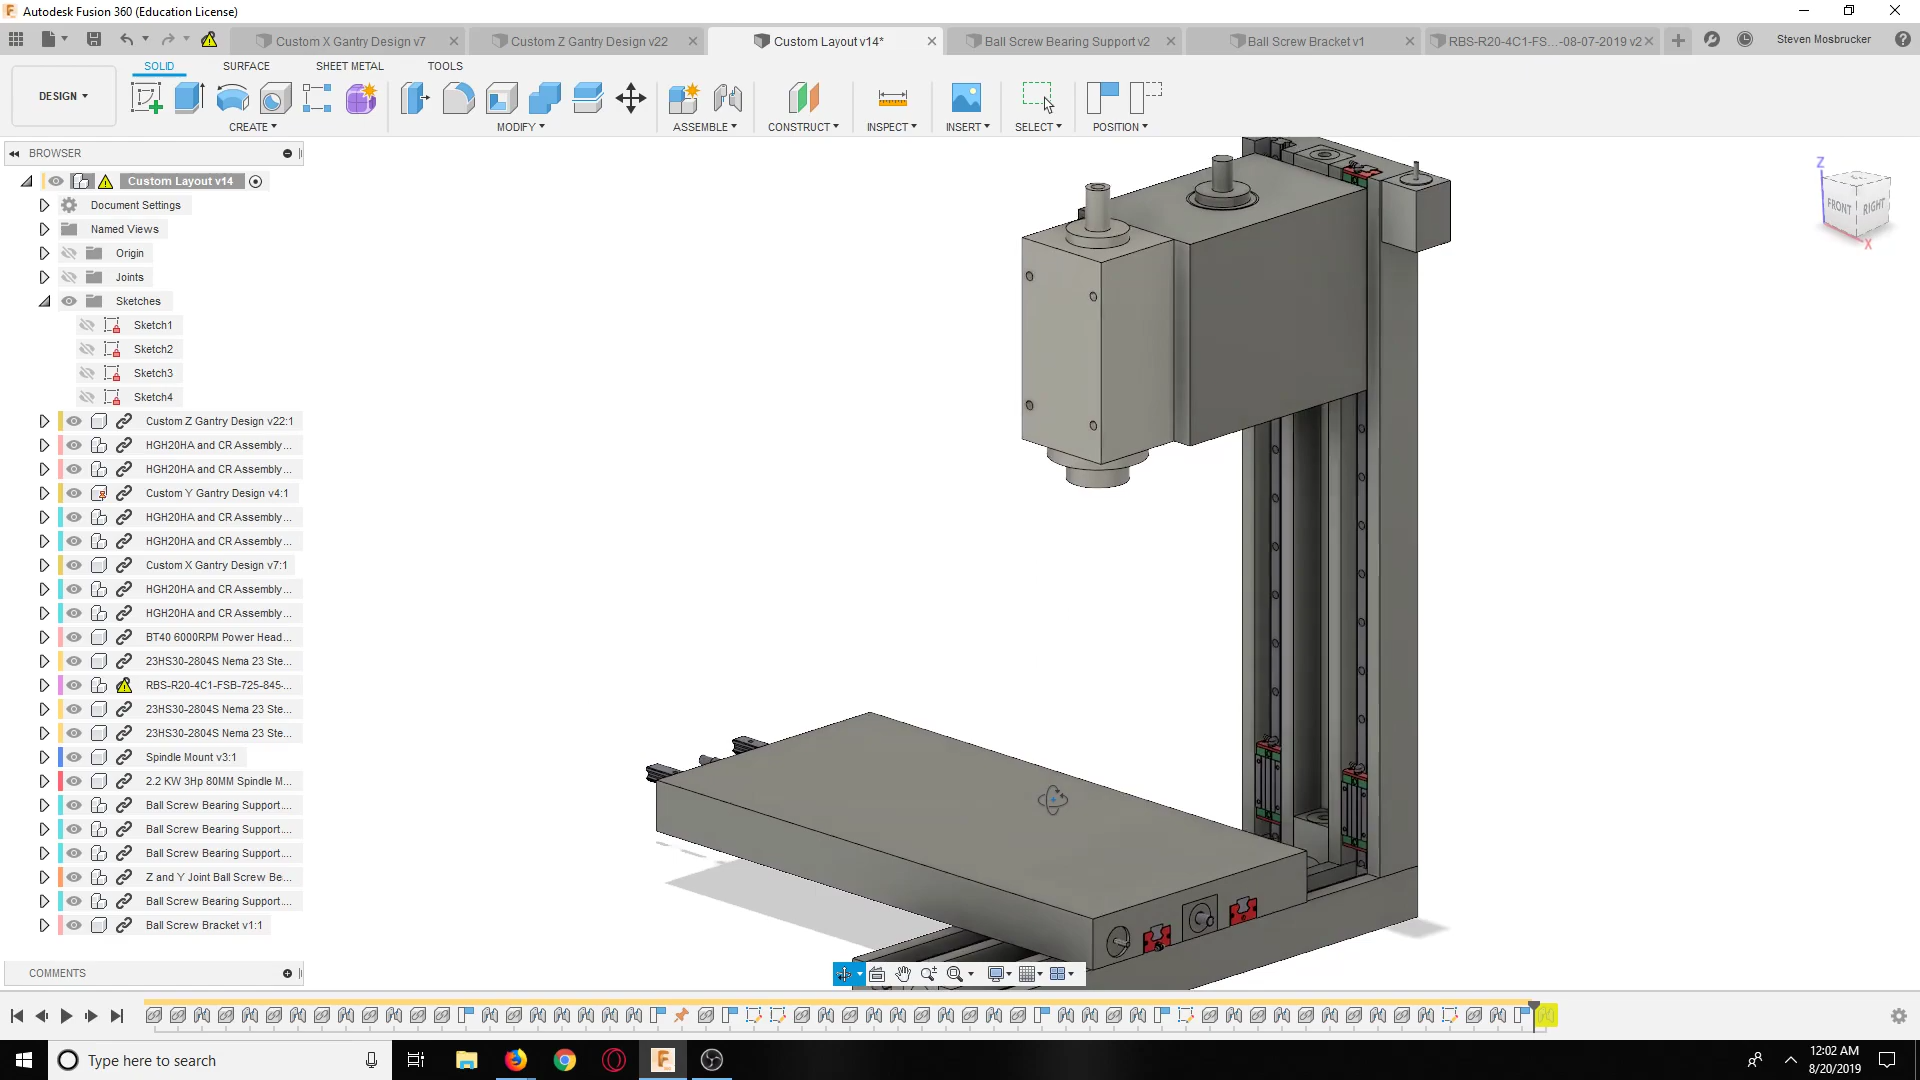 Autodesk Fusion 360 (Education License)
Custom X Gantry Design v7
Custom Z Gantry Design v22
Custom Layout v14*
Ball Screw Bearing Support v2
Ball Screw Bracket v1
RBS-R20-4C1-FS...-08-07-2019 v2
Steven Mosbrucker
DESIGN
SOLID
SURFACE
SHEET METAL
TOOLS
CREATE
MODIFY
ASSEMBLE
CONSTRUCT
INSPECT
INSERT
SELECT
POSITION
BROWSER
Custom Layout v14
Document Settings
Named Views
Origin
Joints
Sketches
Sketch1
Sketch2
Sketch3
Sketch4
Custom Z Gantry Design v22:1
HGH20HA and CR Assembly...
HGH20HA and CR Assembly...
Custom Y Gantry Design v4:1
HGH20HA and CR Assembly...
HGH20HA and CR Assembly...
Custom X Gantry Design v7:1
HGH20HA and CR Assembly...
HGH20HA and CR Assembly...
BT40 6000RPM Power Head...
23HS30-2804S Nema 23 Ste...
RBS-R20-4C1-FSB-725-845-...
23HS30-2804S Nema 23 Ste...
23HS30-2804S Nema 23 Ste...
Spindle Mount v3:1
2.2 KW 3Hp 80MM Spindle M...
Ball Screw Bearing Support....
Ball Screw Bearing Support....
Ball Screw Bearing Support....
Z and Y Joint Ball Screw Be...
Ball Screw Bearing Support....
Ball Screw Bracket v1:1
COMMENTS
Z
FRONT
RIGHT
X
Type here to search
12:02 AM
8/20/2019